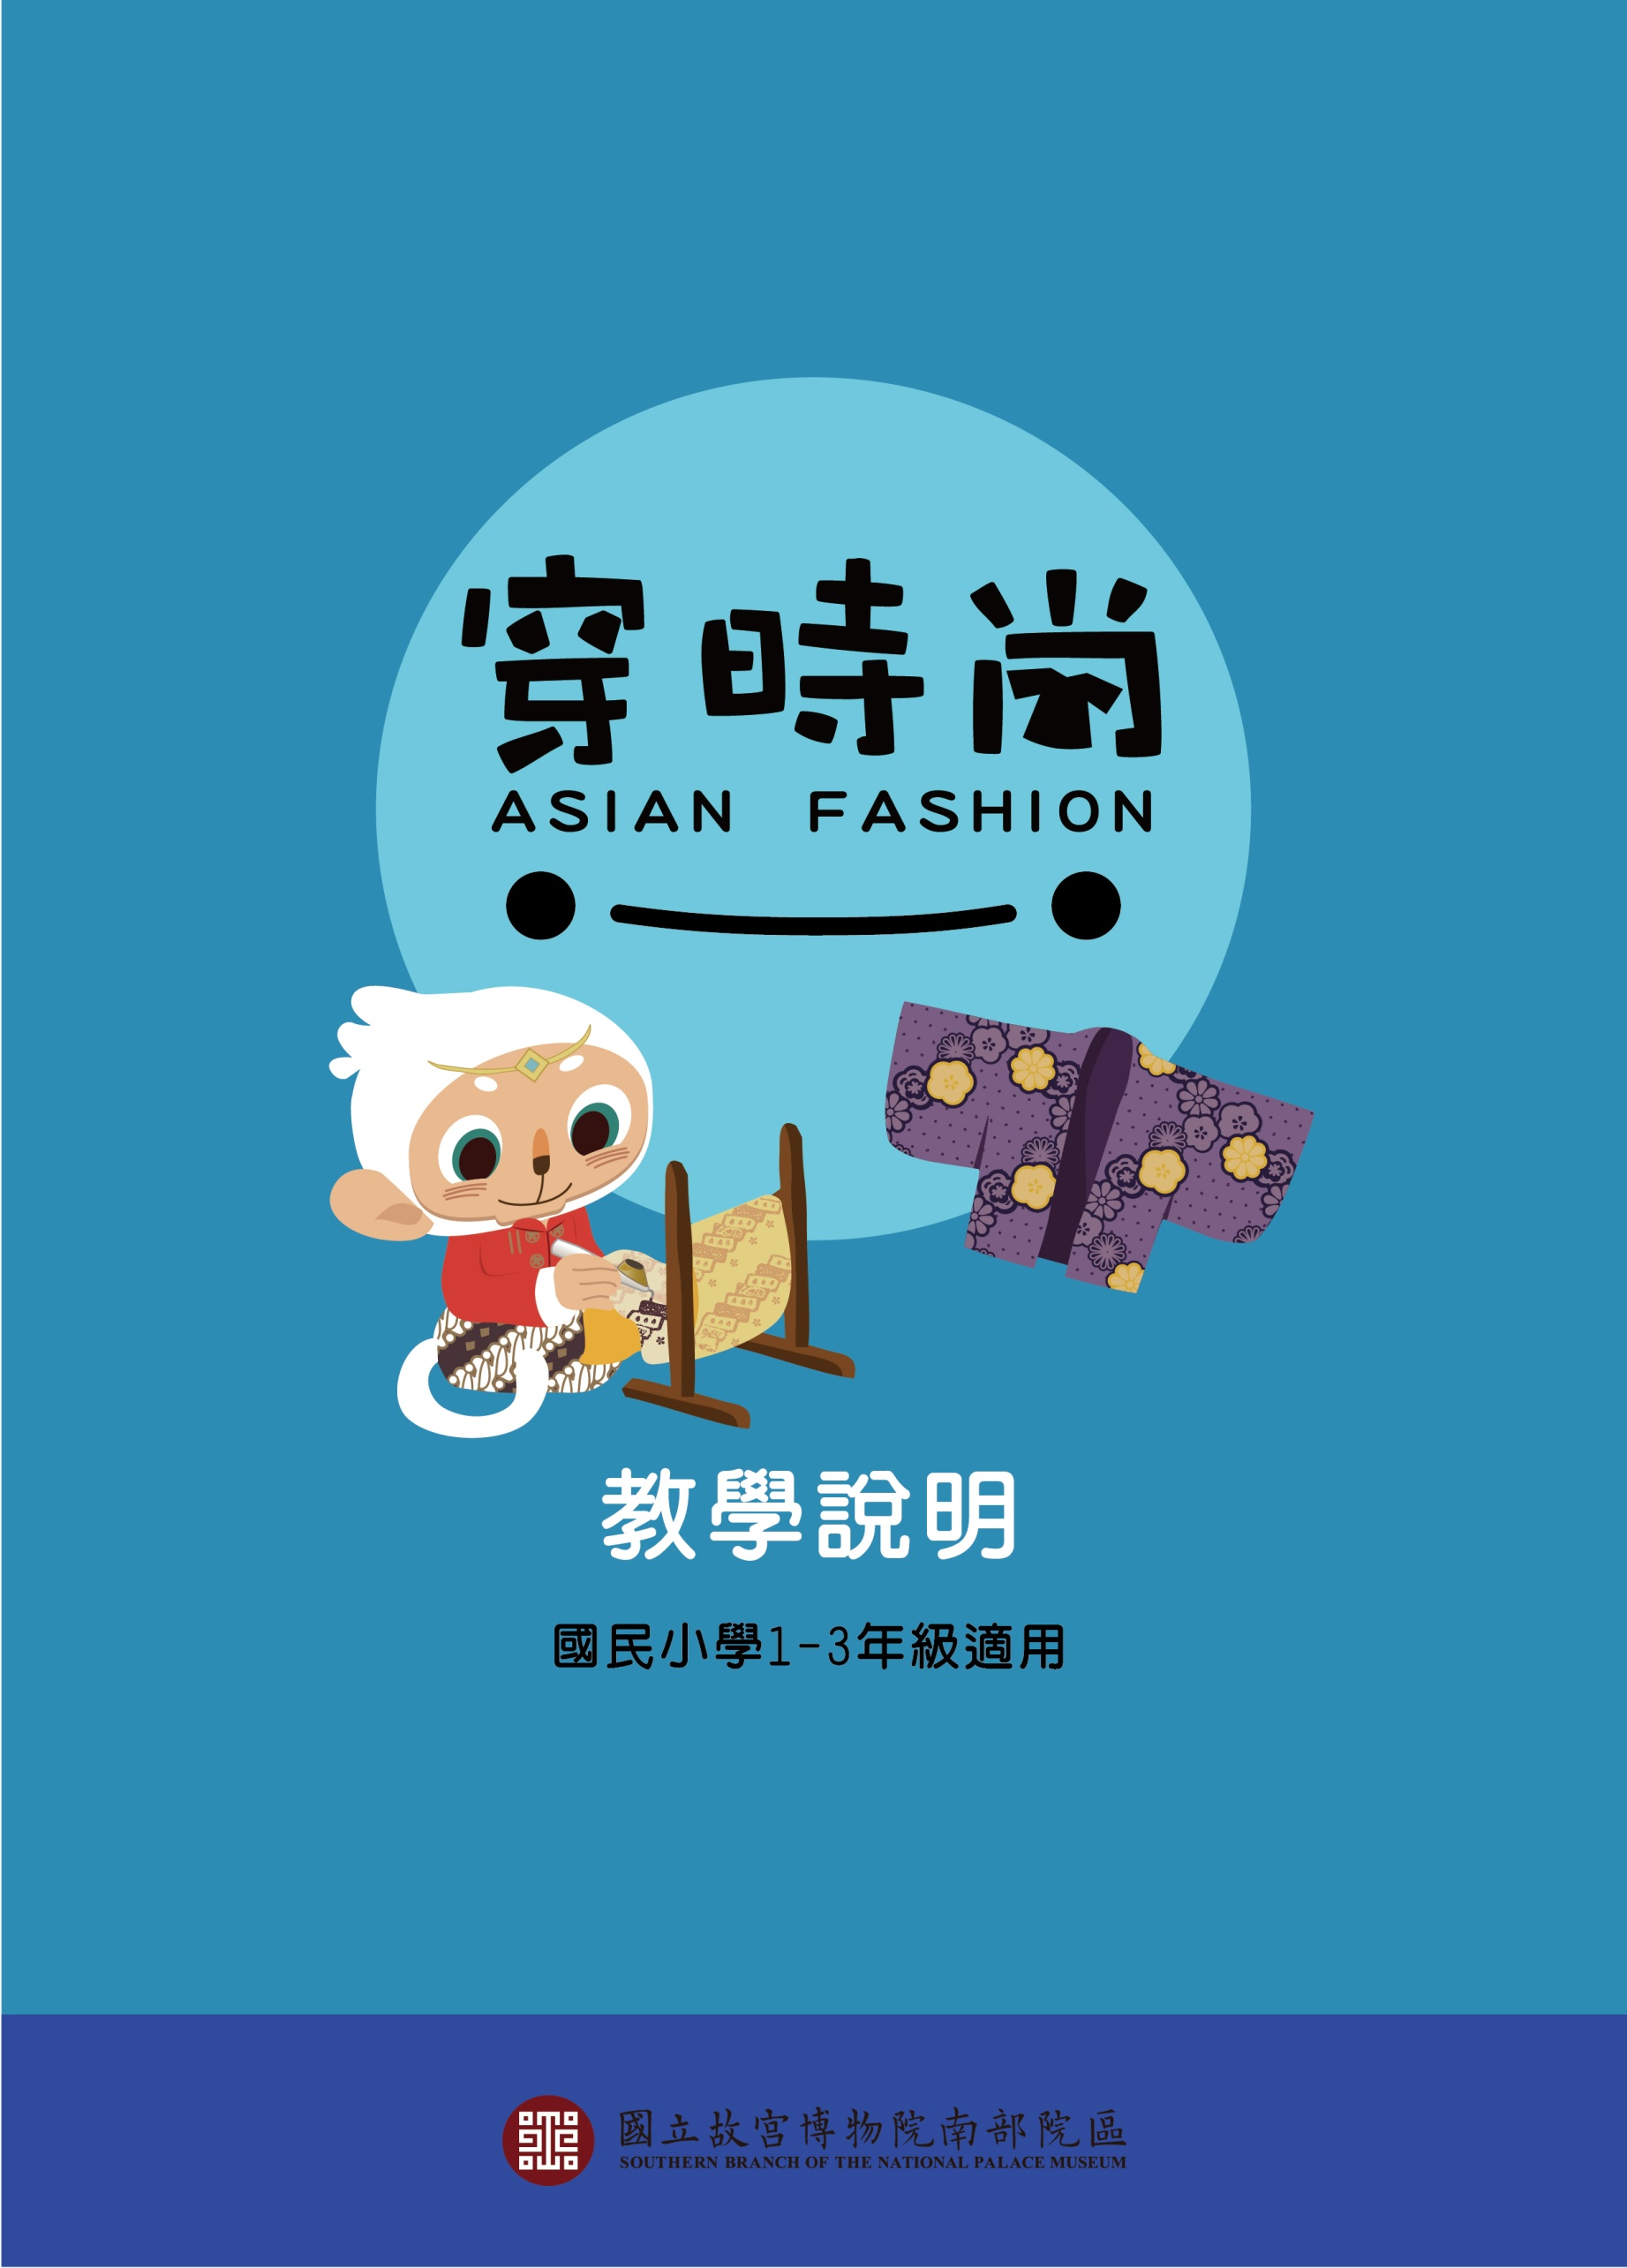 穿時尚
ASIAN FASHION
教學說明
國民小學1-3年級適用
國立故宮博物院南部院區
SOUTHERN BRANCH OF THE NATIONAL PALACE MUSEUM